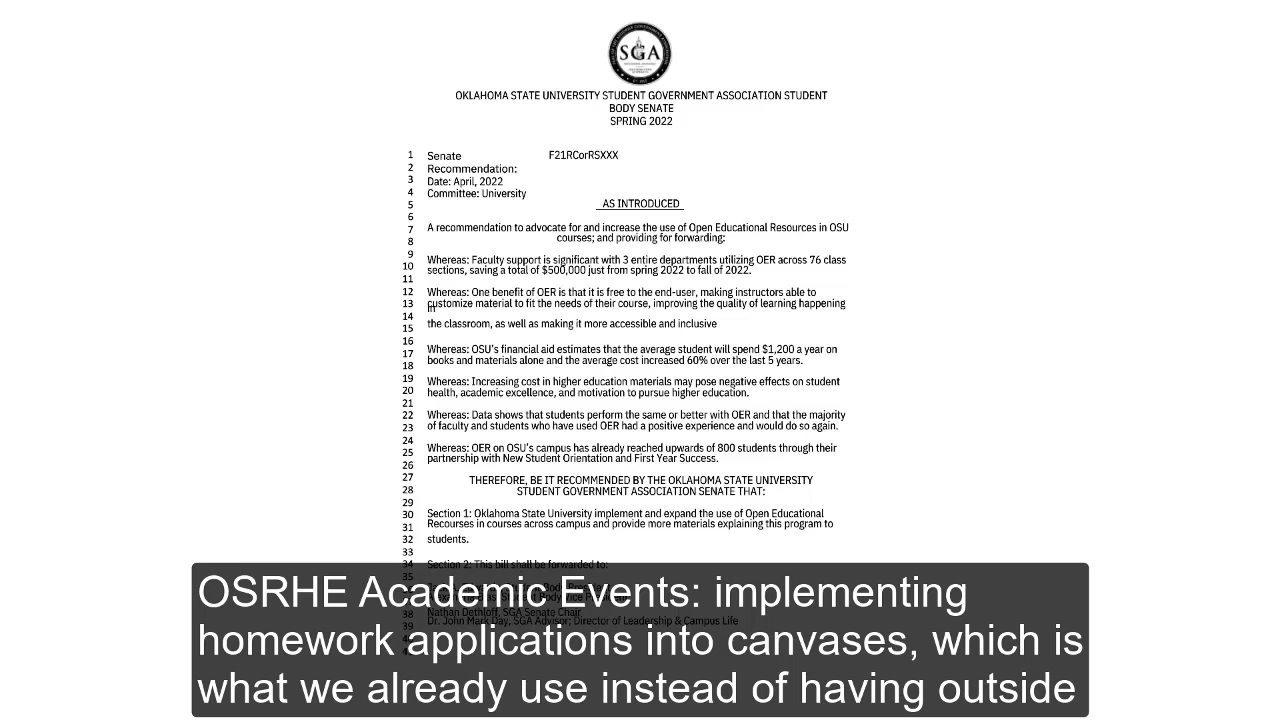 SGA
OKLAHOMA STATE UNIVERSITY STUDENT GOVERNMENT ASSOCIATION STUDENT
BODY SENATE
SPRING 2022
1 Senate F21RCorRSXXX
2 Recommendation:
3 Date: April, 2022
4 Committee: University
5 AS INTRODUCED
6
7 A recommendation to advocate for and increase the use of Open Educational Resources in OSU
8 courses; and providing for forwarding:
9
10 Whereas: Faculty support is significant with 3 entire departments utilizing OER across 76 class
sections, saving a total of $500,000 just from spring 2022 to fall of 2022.
11
12 Whereas: One benefit of OER is that it is free to the end-user, making instructors able to
13 customize material to fit the needs of their course, improving the quality of learning happening
in
14
15 the classroom, as well as making it more accessible and inclusive
16
17 Whereas: OSU's financial aid estimates that the average student will spend $1,200 a year on
18 books and materials alone and the average cost increased 60% over the last 5 years.
19 Whereas: Increasing cost in higher education materials may pose negative effects on student
20 health, academic excellence, and motivation to pursue higher education.
21
22 Whereas: Data shows that students perform the same or better with OER and that the majority
23 of faculty and students who have used OER had a positive experience and would do so again.
24
25 Whereas: OER on OSU's campus has already reached upwards of 800 students through their
26 partnership with New Student Orientation and First Year Success.
27 THEREFORE, BE IT RECOMMENDED BY THE OKLAHOMA STATE UNIVERSITY
28 STUDENT GOVERNMENT ASSOCIATION SENATE THAT:
29
30 Section 1: Oklahoma State University implement and expand the use of Open Educational
31 Recourses in courses across campus and provide more materials explaining this program to
32 students.
33
34 Section 2: This bill shall be forwarded to:
35
Student Body Vice President
38 Nathan Dethloff, SGA Senate Chair
39 Dr. John Mark Day, SGA Advisor; Director of Leadership & Campus Life
OSRHE Academic Events: implementing
homework applications into canvases, which is
what we already use instead of having outside